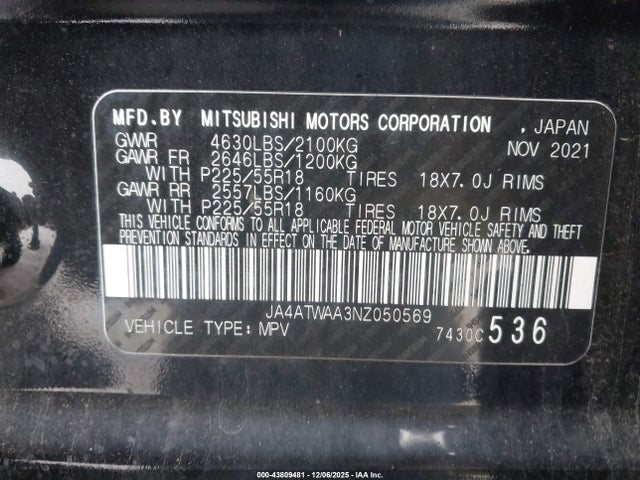 MFD.BY MITSUBISHI MOTORS CORPORATION , JAPAN
GVWR 4630LBS/2100KG NOV 2021
GAWR FR 2646LBS/1200KG
WITH P225/55R18 TIRES 18X7.0J RIMS
GAWR RR 2557LBS/1160KG
WITH P225/55R18 TIRES 18X7.0J RIMS
THIS VEHICLE CONFORMS TO ALL APPLICABLE FEDERAL MOTOR VEHICLE SAFETY AND THEFT
PREVENTION STANDARDS IN EFFECT ON THE DATE OF MANUFACTURE SHOWN ABOVE.
JA4ATWAA3NZ050569
VEHICLE TYPE: MPV 7430C 536
000-43809481 - 12/06/2025 - IAA Inc.